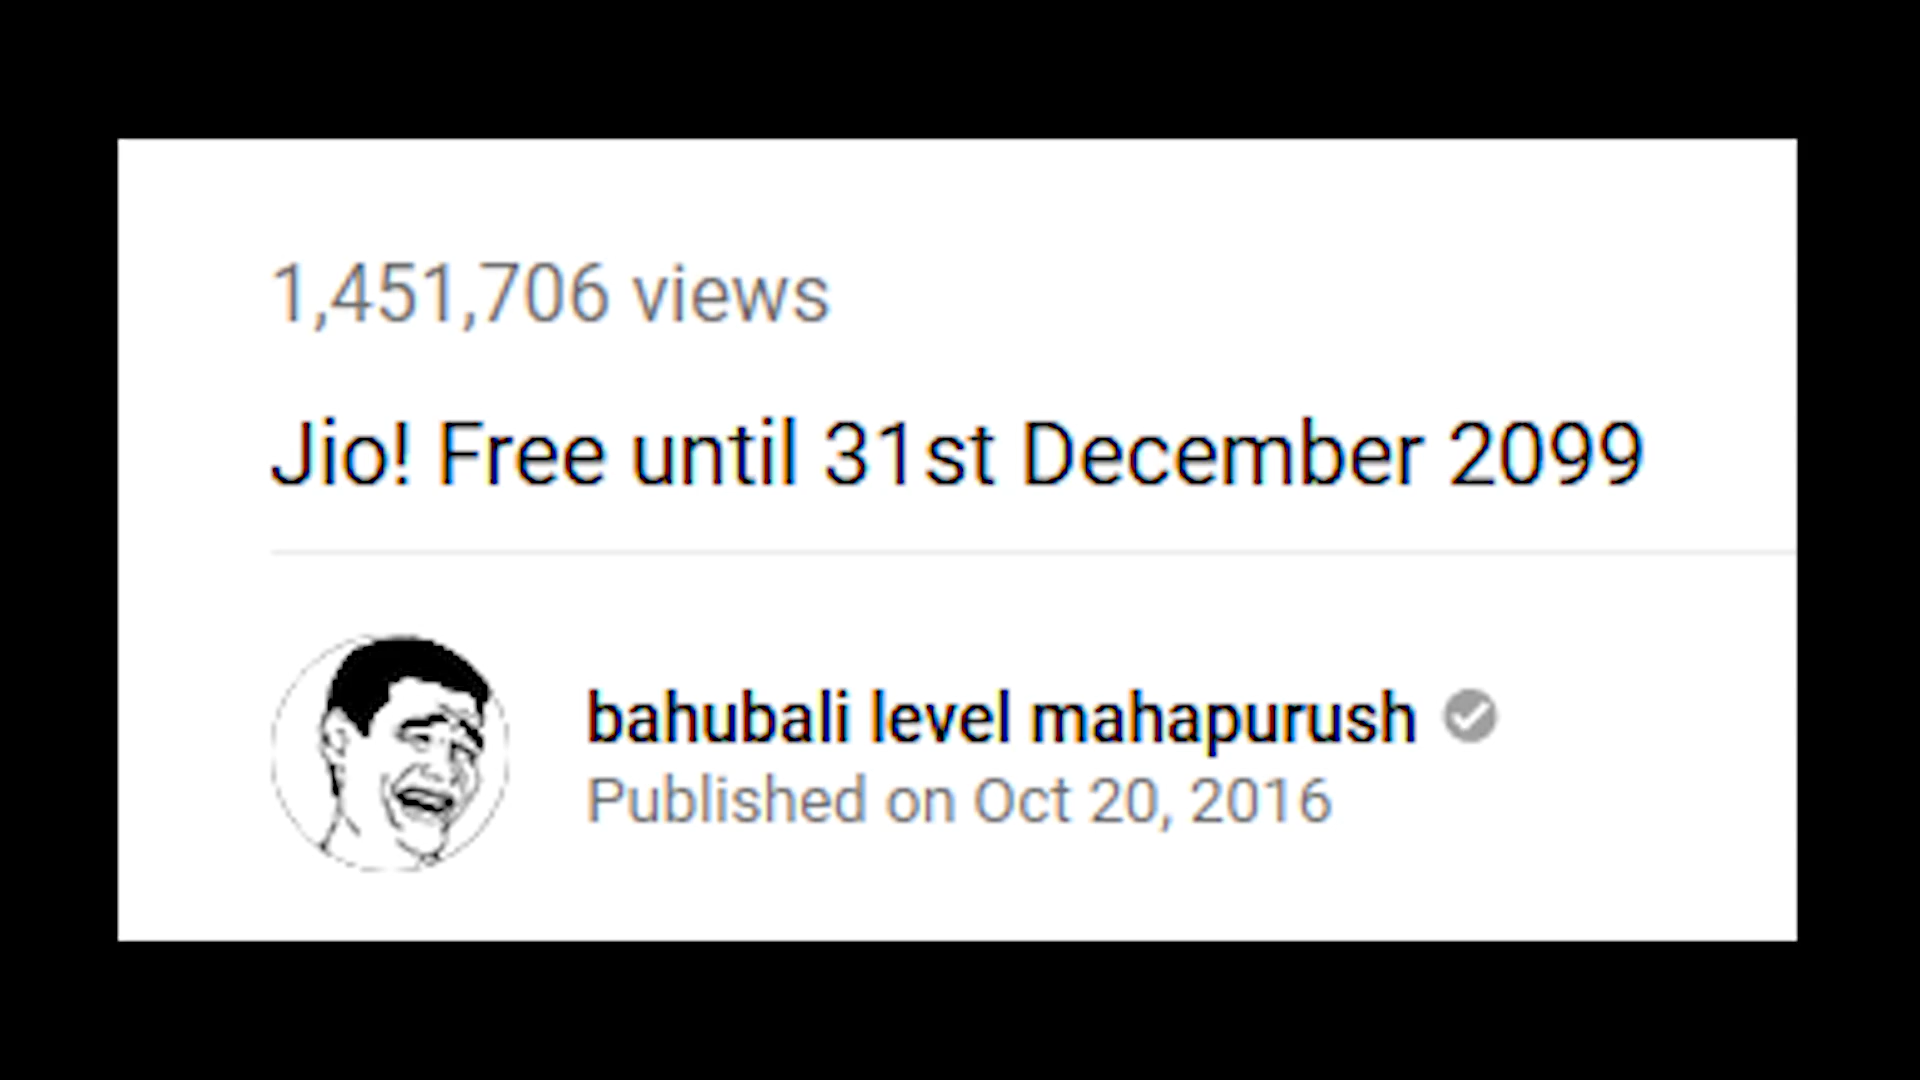 1,451,706 views
Jio! Free until 31st December 2099
bahubali level mahapurush
Published on Oct 20, 2016